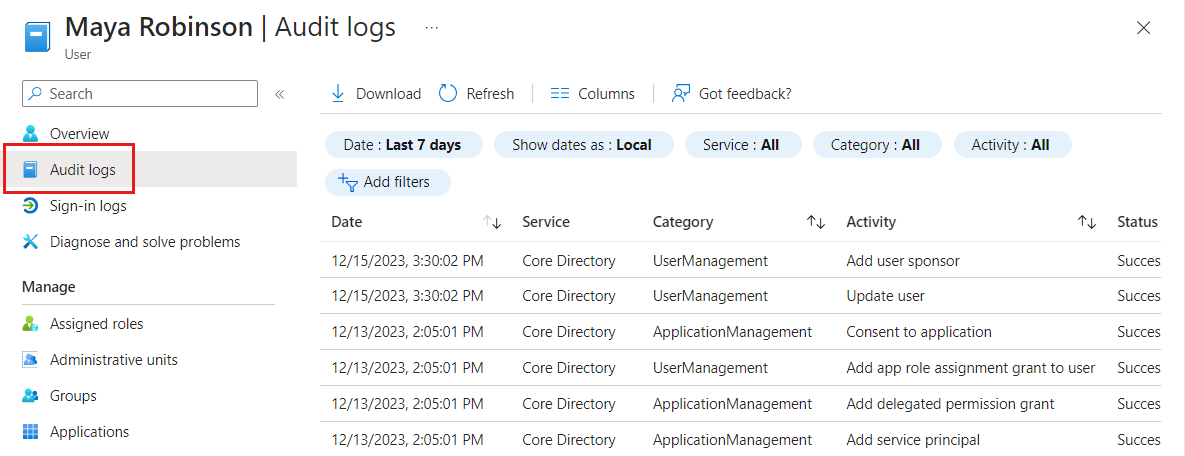 Maya Robinson | Audit logs ...
User
Search
Overview
Audit logs
Sign-in logs
Diagnose and solve problems
Manage
Assigned roles
Administrative units
Groups
Applications
Download Refresh Columns Got feedback?
Date : Last 7 days Show dates as : Local Service : All Category : All Activity : All
Add filters
Date Service Category Activity Status
12/15/2023, 3:30:02 PM Core Directory UserManagement Add user sponsor Succes
12/15/2023, 3:30:02 PM Core Directory UserManagement Update user Succes
12/13/2023, 2:05:01 PM Core Directory ApplicationManagement Consent to application Succes
12/13/2023, 2:05:01 PM Core Directory UserManagement Add app role assignment grant to user Succes
12/13/2023, 2:05:01 PM Core Directory ApplicationManagement Add delegated permission grant Succes
12/13/2023, 2:05:01 PM Core Directory ApplicationManagement Add service principal Succes